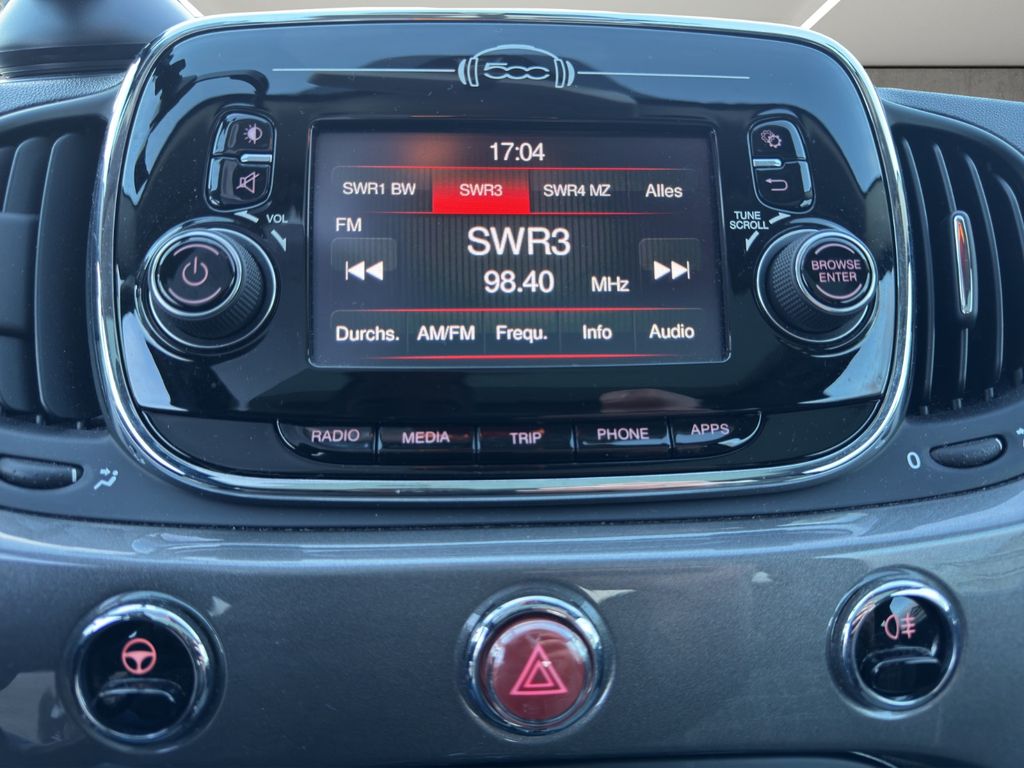 500
17:04
SWR1 BW SWR3 SWR4 MZ Alles
VOL
TUNE
SCROLL
FM
SWR3
98.40 MHz
BROWSE
ENTER
Durchs. AM/FM Frequ. Info Audio
RADIO MEDIA TRIP PHONE APPS
0